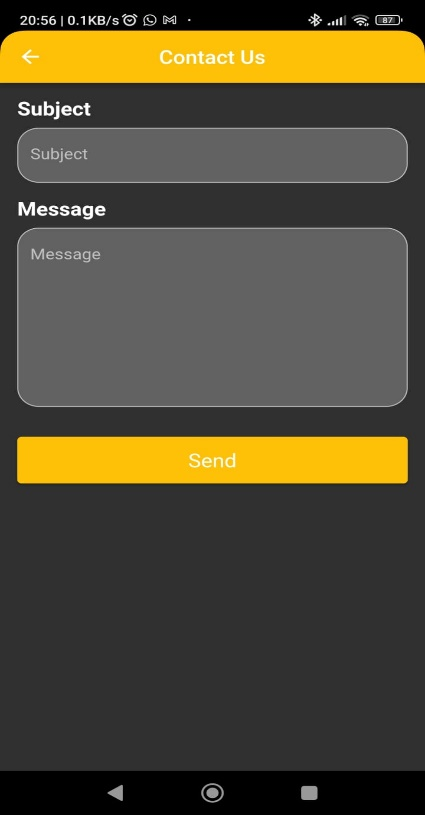 20:56 | 0.1KB/s
87
Contact Us
Subject
Subject
Message
Message
Send